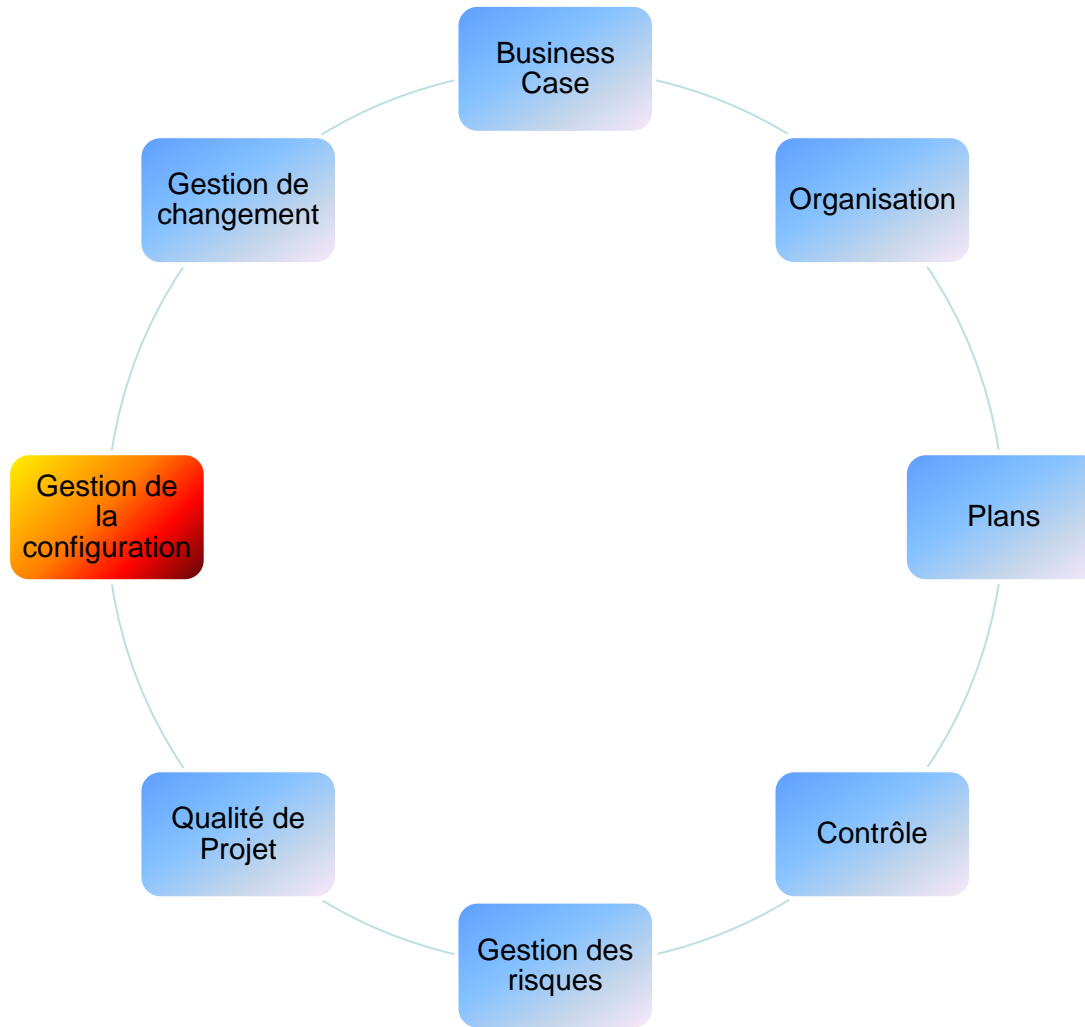 Business
Case
Organisation
Plans
Contrôle
Gestion des
risques
Qualité de
Projet
Gestion de
la
configuration
Gestion de
changement